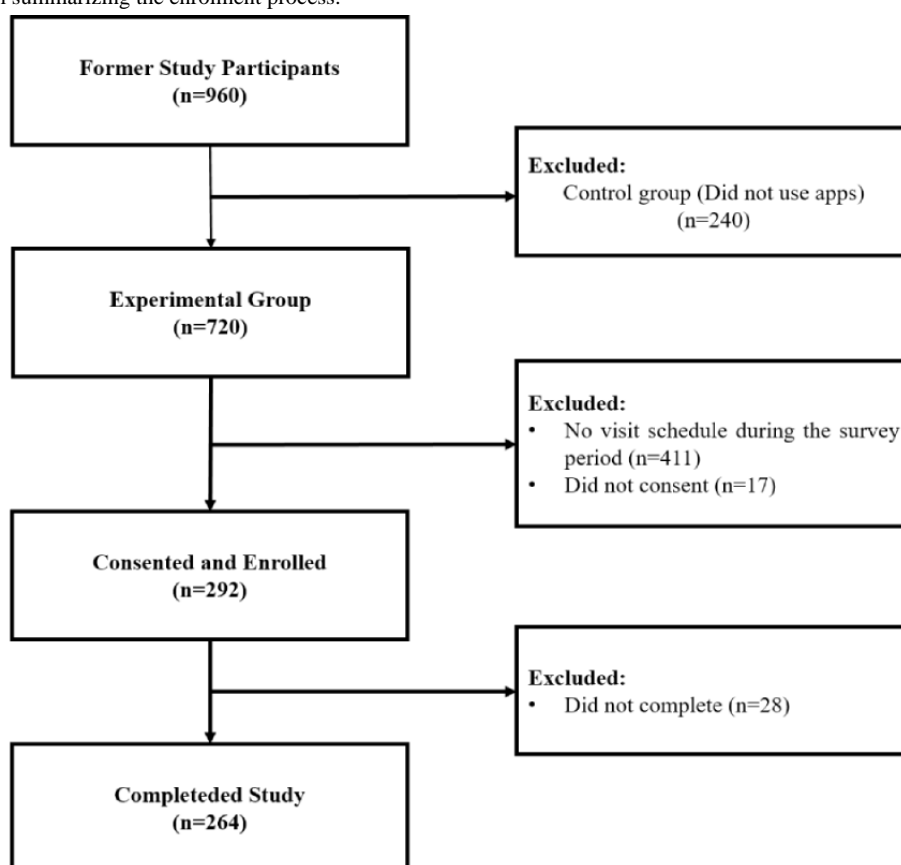 summarizing the enrollment process.
Former Study Participants
(n=960)
Excluded:
Control group (Did not use apps)
(n=240)
Experimental Group
(n=720)
Excluded:
• No visit schedule during the survey
period (n=411)
• Did not consent (n=17)
Consented and Enrolled
(n=292)
Excluded:
• Did not complete (n=28)
Completeded Study
(n=264)